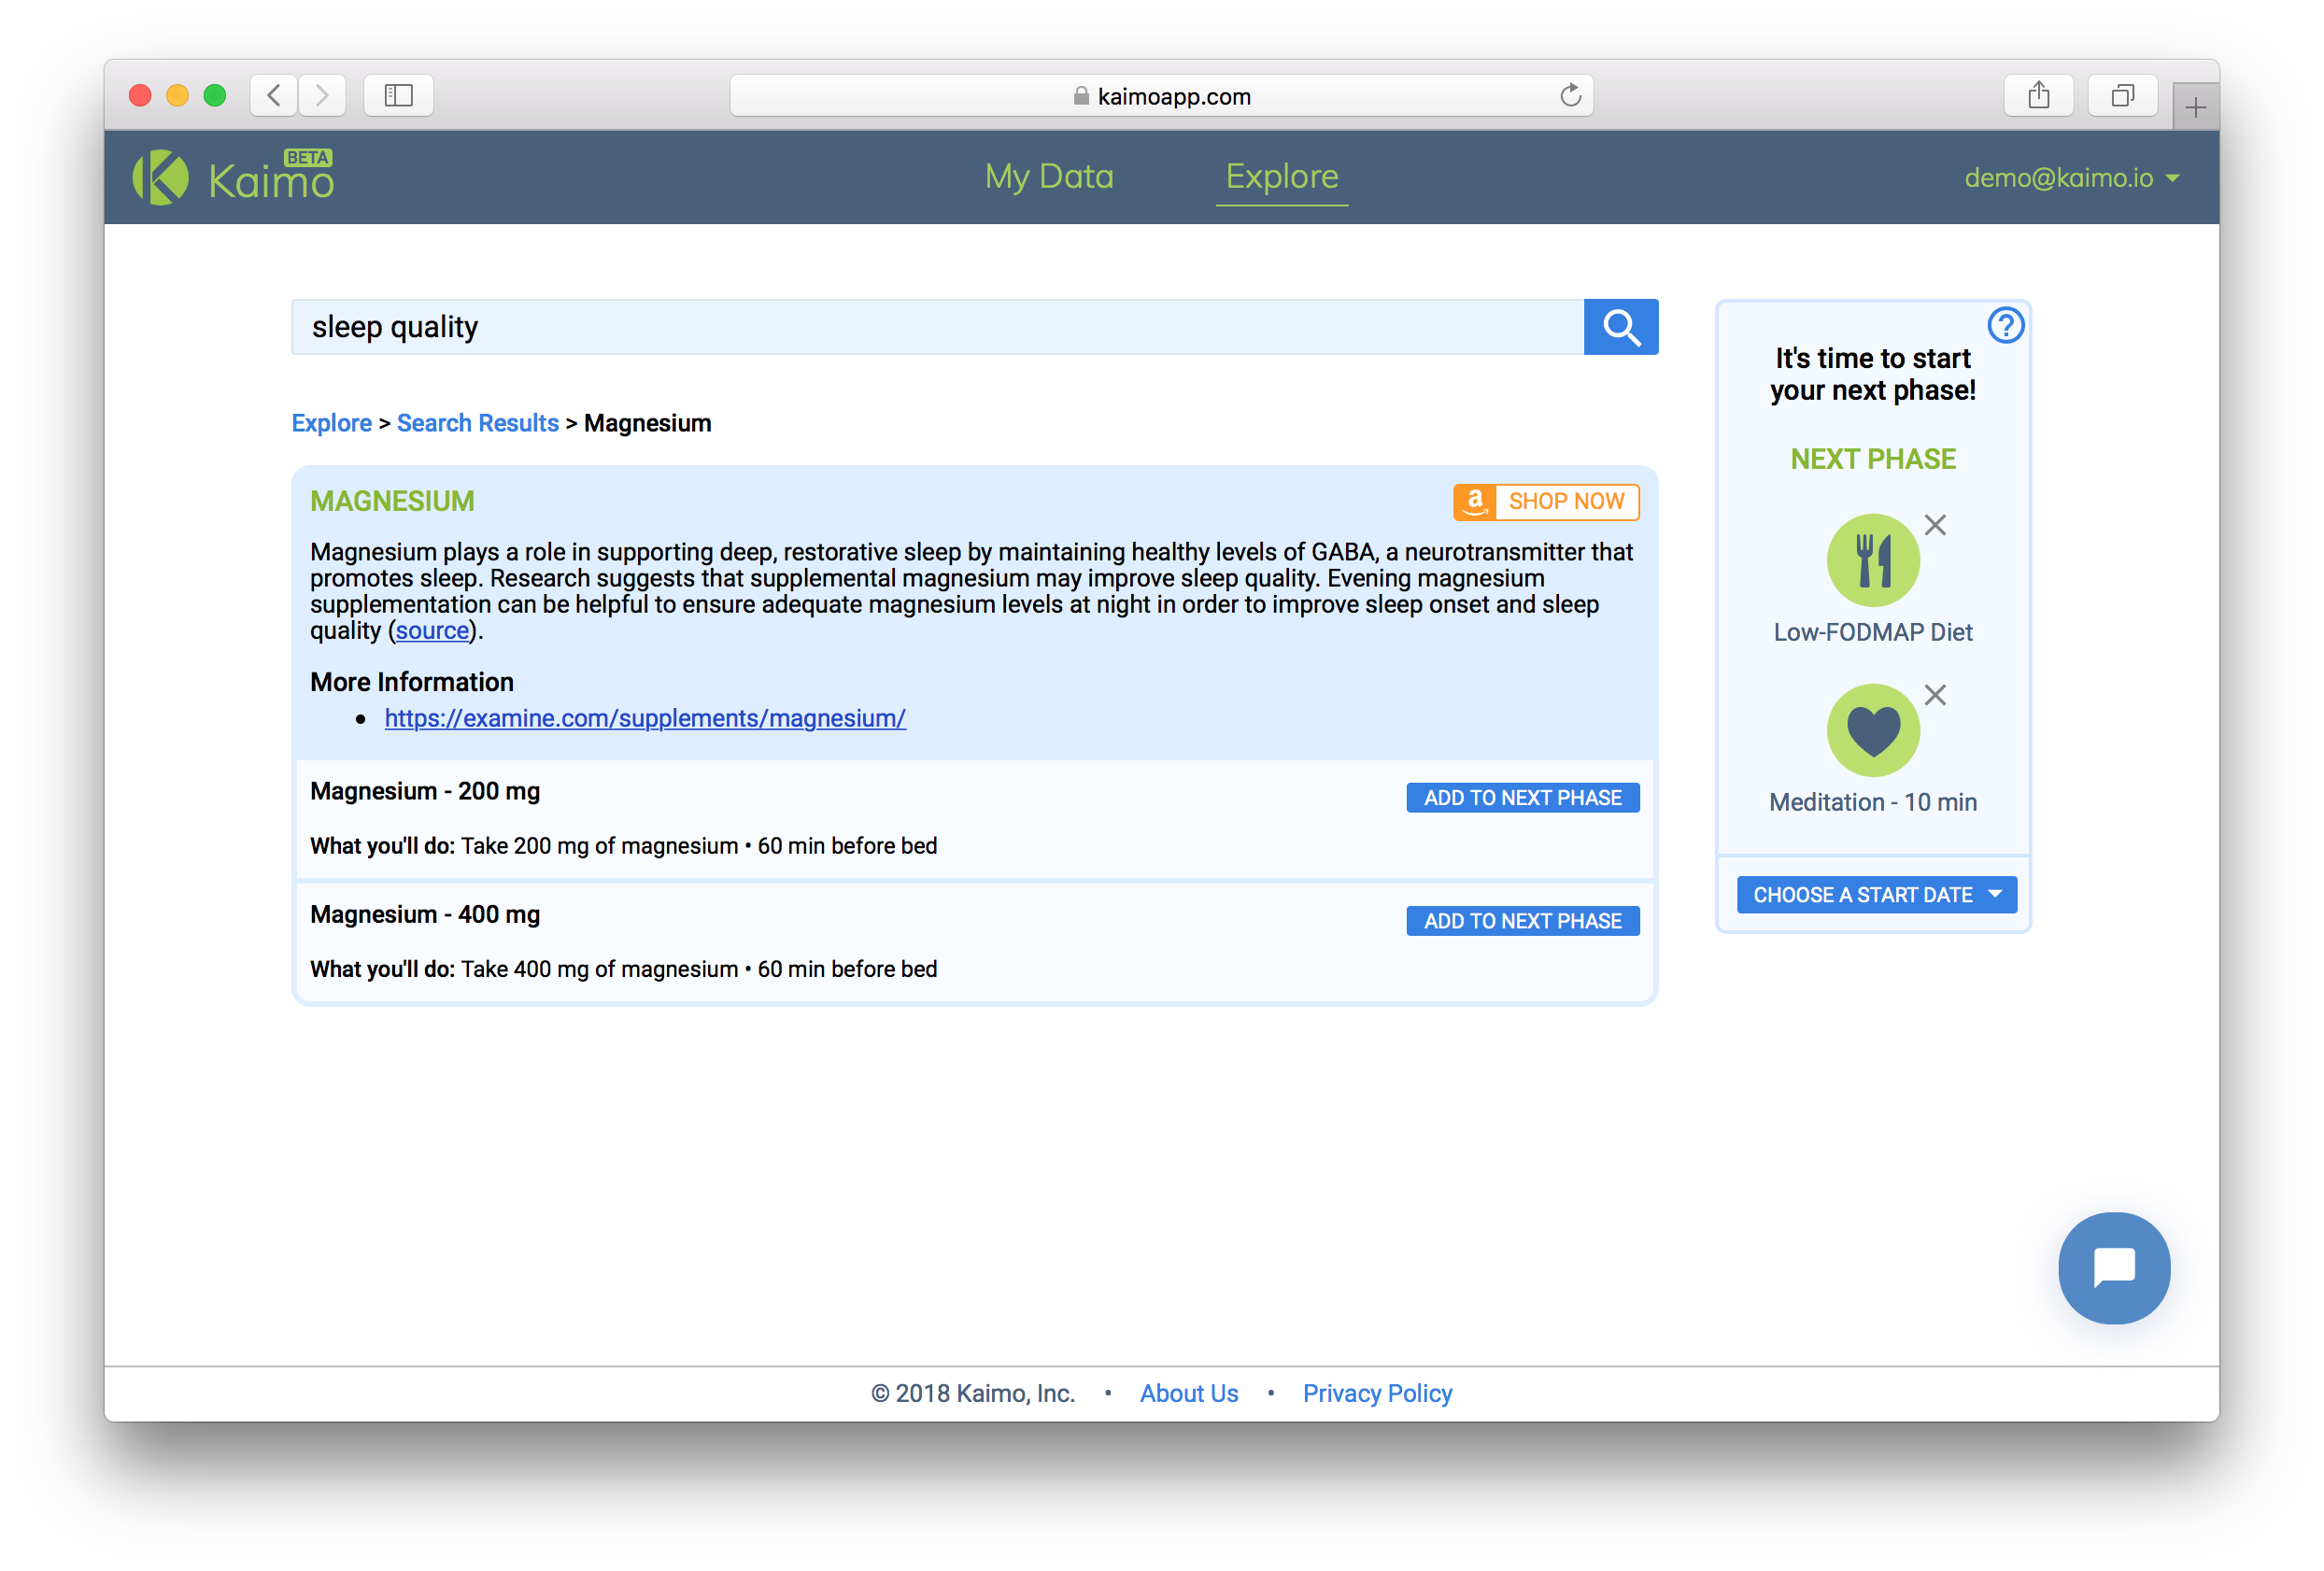 kaimoapp.com
Kaimo BETA
My Data
Explore
demo@kaimo.io
sleep quality
Explore > Search Results > Magnesium
MAGNESIUM
a SHOP NOW
Magnesium plays a role in supporting deep, restorative sleep by maintaining healthy levels of GABA, a neurotransmitter that
promotes sleep. Research suggests that supplemental magnesium may improve sleep quality. Evening magnesium
supplementation can be helpful to ensure adequate magnesium levels at night in order to improve sleep onset and sleep
quality (source).
More Information
• https://examine.com/supplements/magnesium/
Magnesium - 200 mg
ADD TO NEXT PHASE
What you'll do: Take 200 mg of magnesium • 60 min before bed
Magnesium - 400 mg
ADD TO NEXT PHASE
What you'll do: Take 400 mg of magnesium • 60 min before bed
?
It's time to start
your next phase!
NEXT PHASE
Low-FODMAP Diet
Meditation - 10 min
CHOOSE A START DATE
© 2018 Kaimo, Inc. • About Us • Privacy Policy